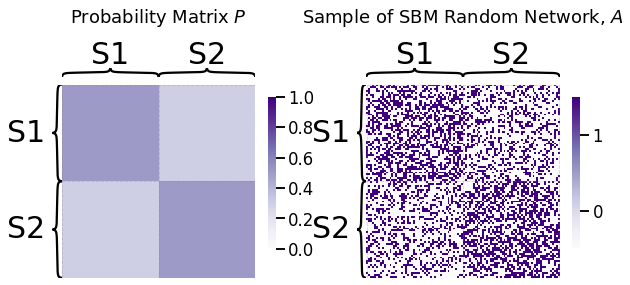 Probability Matrix P
S1 S2
S1
S2
1.0
0.8
0.6
0.4
0.2
0.0
Sample of SBM Random Network, A
S1 S2
S1
S2
1
0